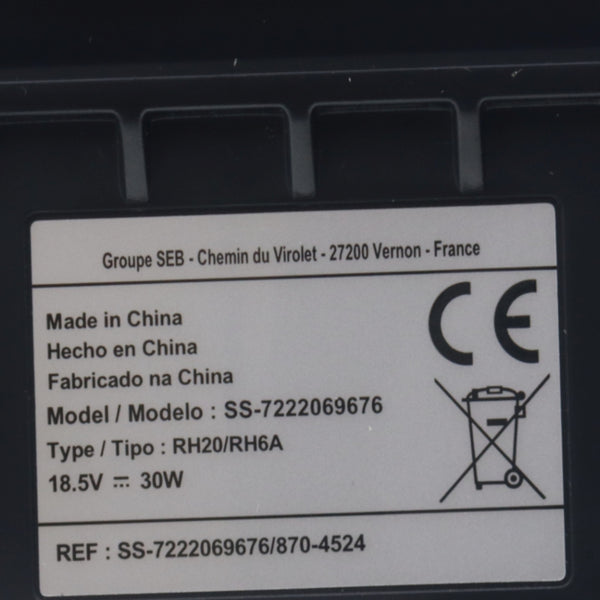 Groupe SEB - Chemin du Virolet - 27200 Vernon - France
Made in China
Hecho en China
Fabricado na China
Model / Modelo : SS-7222069676
Type / Tipo : RH20/RH6A
18.5V ⎓ 30W
CE
REF : SS-7222069676/870-4524